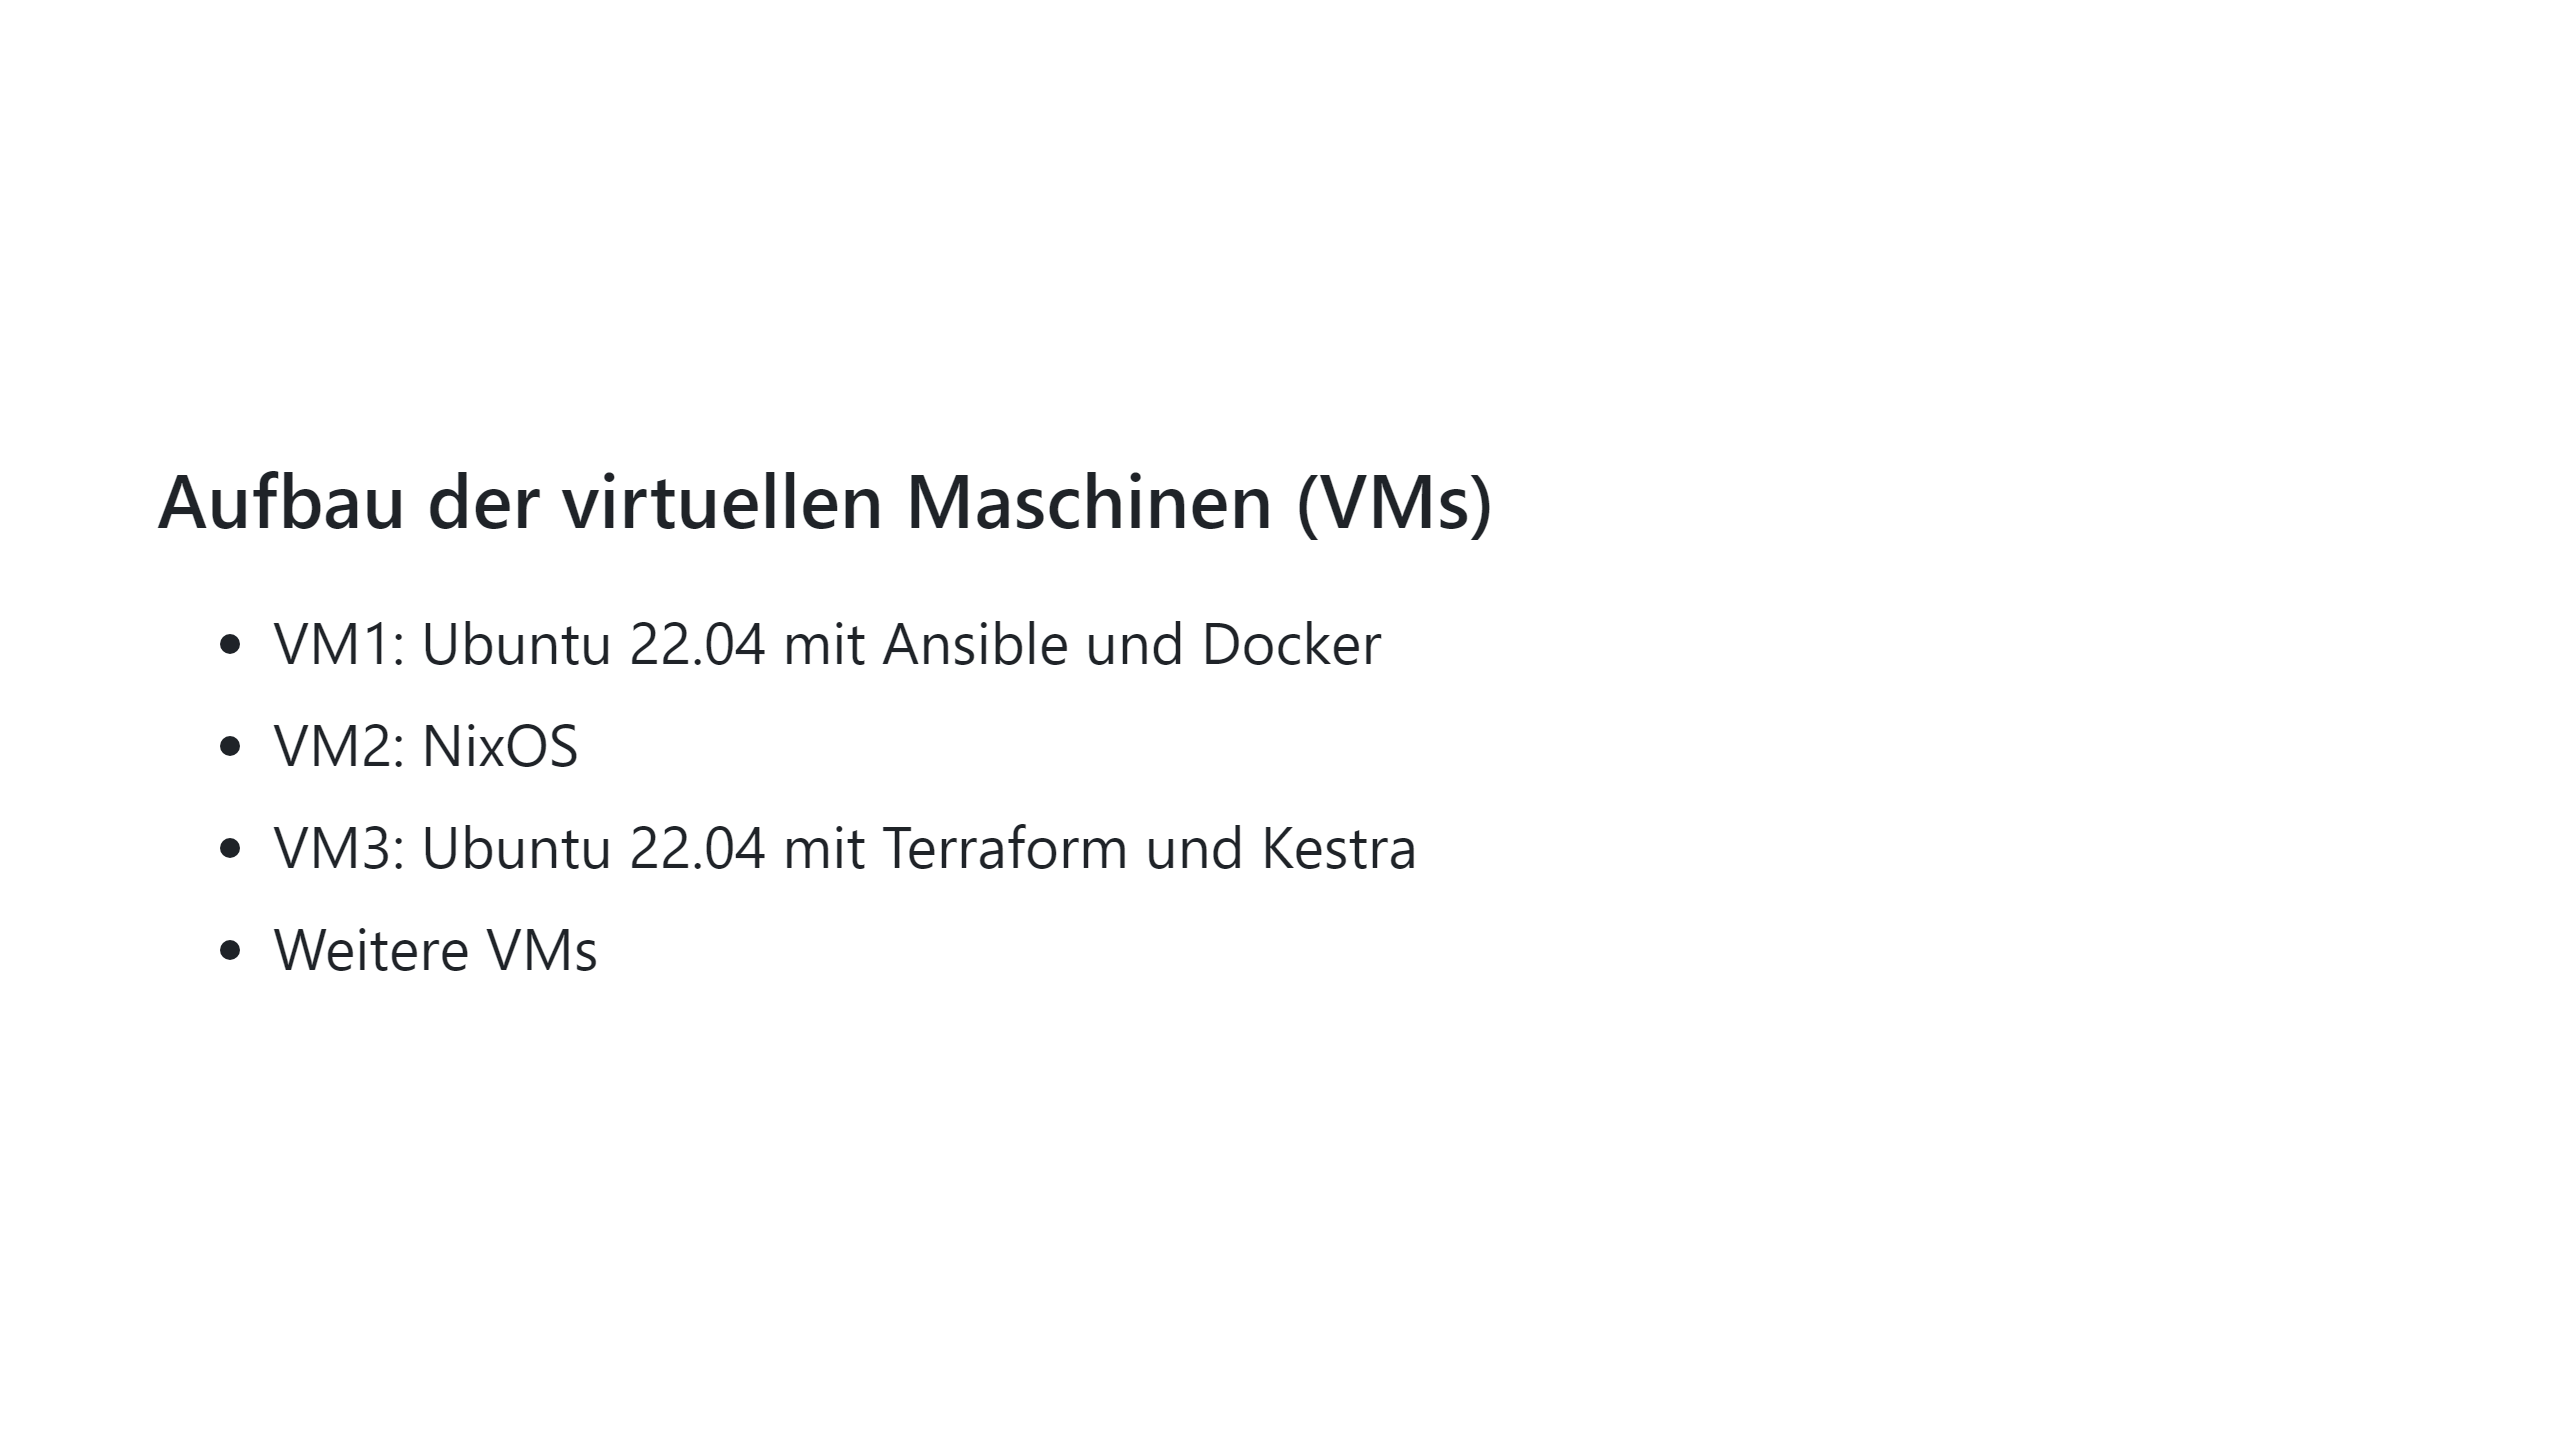 Aufbau der virtuellen Maschinen (VMs)
• VM1: Ubuntu 22.04 mit Ansible und Docker
• VM2: NixOS
• VM3: Ubuntu 22.04 mit Terraform und Kestra
• Weitere VMs